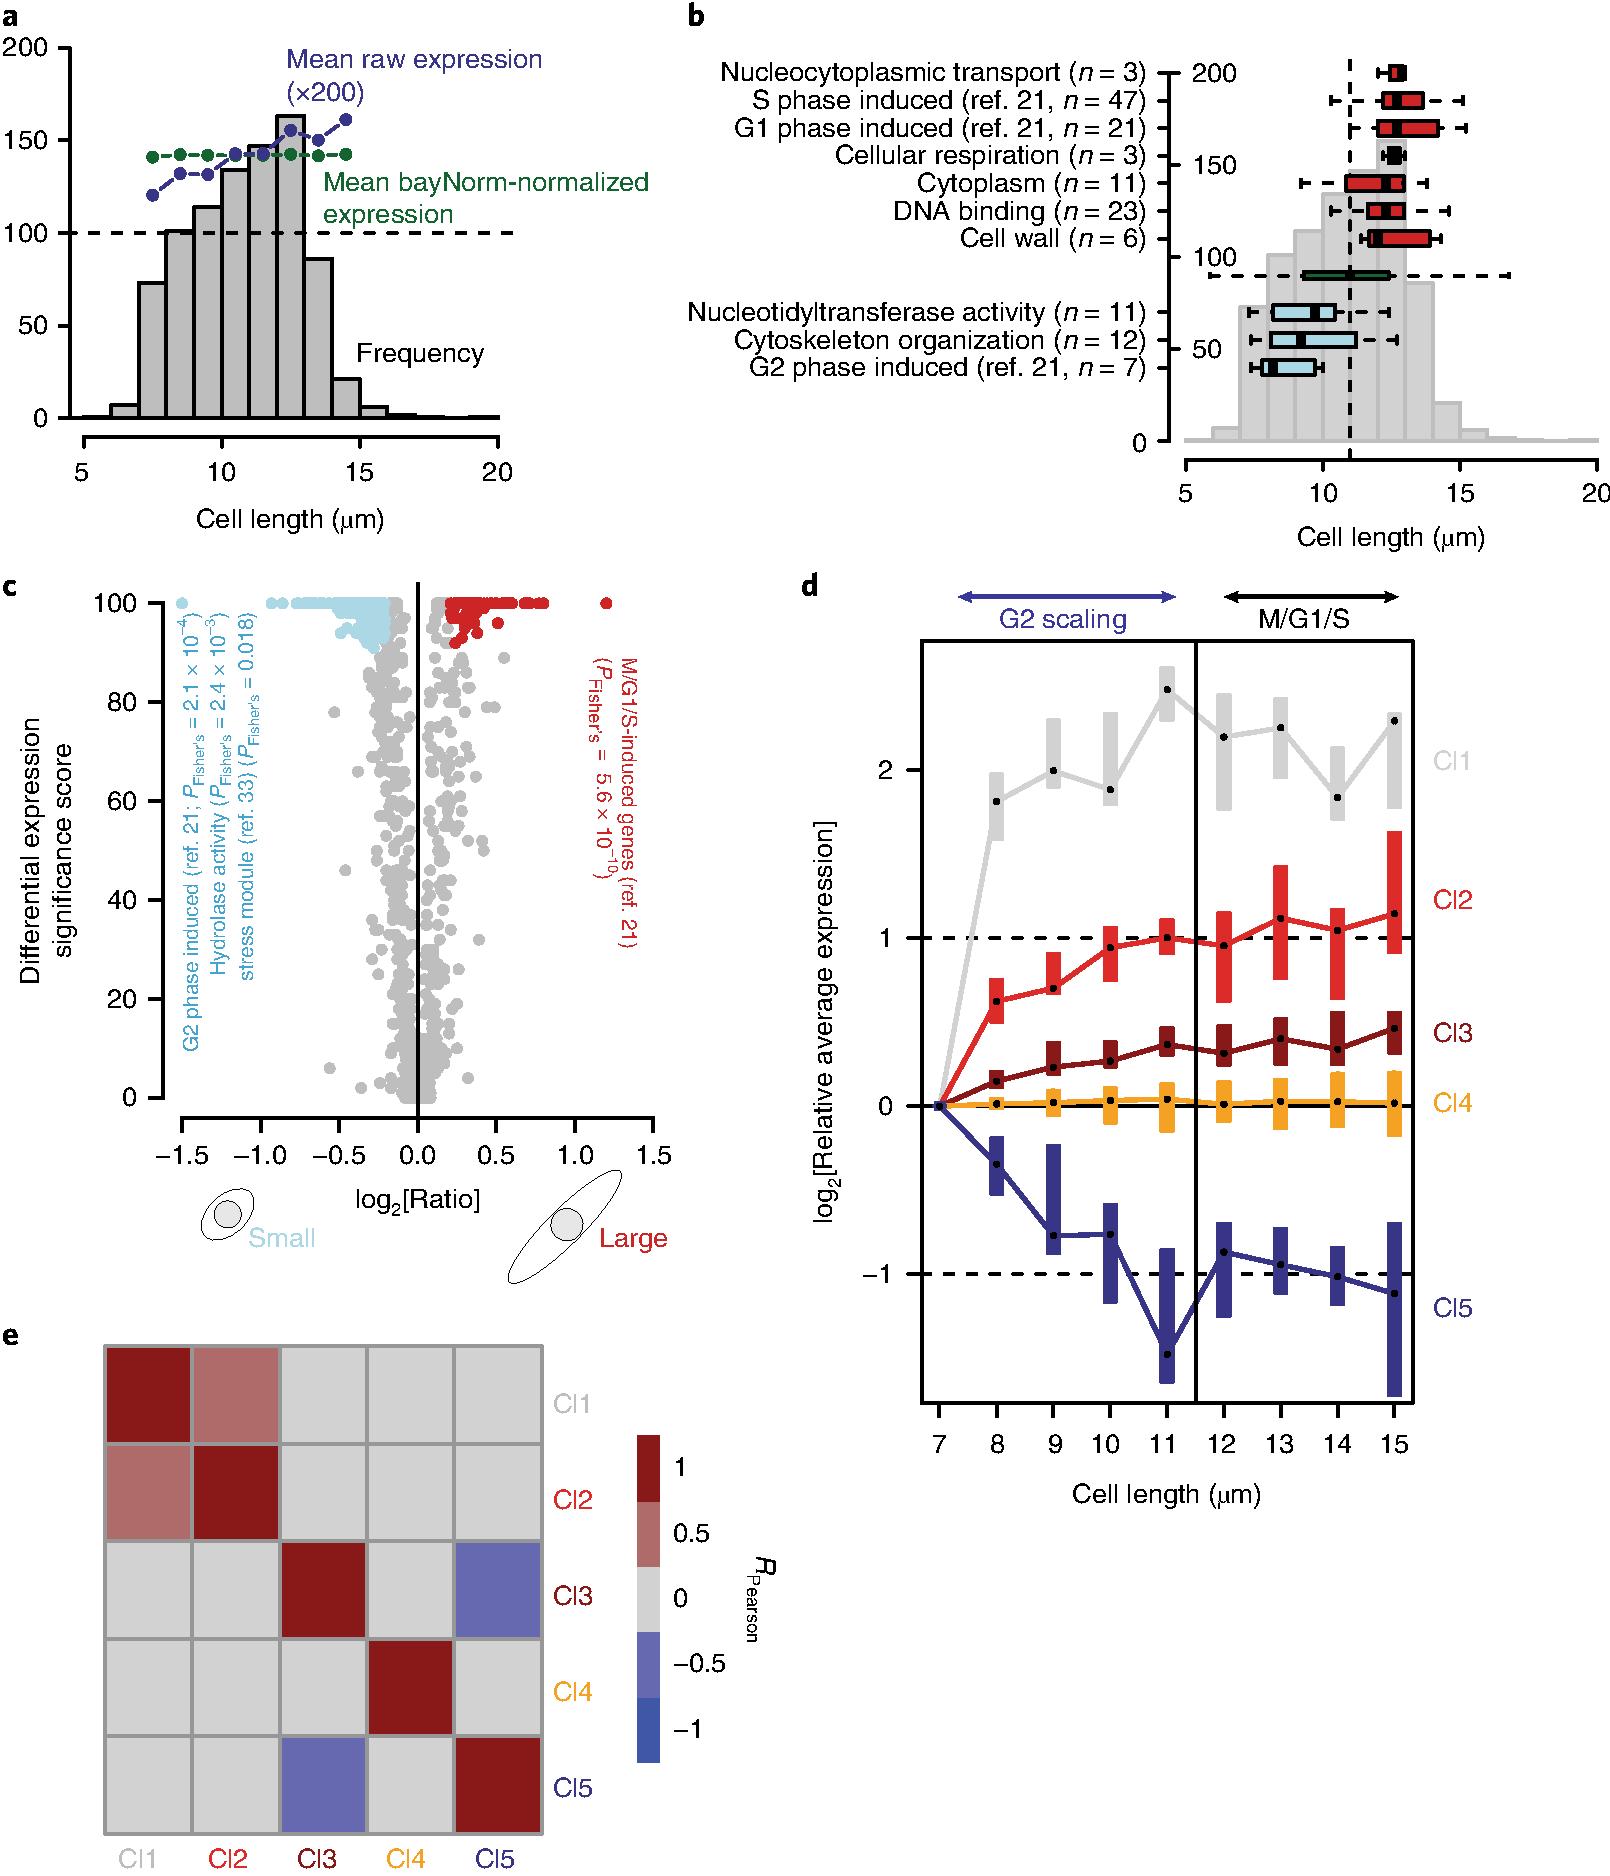 a
200
150
100
50
0
Mean raw expression
(×200)
Mean bayNorm-normalized
expression
Frequency
5 10 15 20
Cell length (μm)
b
Nucleocytoplasmic transport (n = 3)
S phase induced (ref. 21, n = 47)
G1 phase induced (ref. 21, n = 21)
Cellular respiration (n = 3)
Cytoplasm (n = 11)
DNA binding (n = 23)
Cell wall (n = 6)
Nucleotidyltransferase activity (n = 11)
Cytoskeleton organization (n = 12)
G2 phase induced (ref. 21, n = 7)
200
150
100
50
0
5 10 15 20
Cell length (μm)
c
Differential expression
significance score
100
80
60
40
20
0
G2 phase induced (ref. 21; PFisher's = 2.1 × 10−4)
Hydrolase activity (PFisher's = 2.4 × 10−3)
stress module (ref. 33) (PFisher's = 0.018)
M/G1/S-induced genes (ref. 21)
(PFisher's = 5.6 × 10−10)
−1.5 −1.0 −0.5 0.0 0.5 1.0 1.5
log2[Ratio]
Small
Large
d
G2 scaling
M/G1/S
log2[Relative average expression]
2
1
0
−1
Cl1
Cl2
Cl3
Cl4
Cl5
7 8 9 10 11 12 13 14 15
Cell length (μm)
e
Cl1
Cl2
Cl3
Cl4
Cl5
Cl1 Cl2 Cl3 Cl4 Cl5
1
0.5
0
−0.5
−1
RPearson